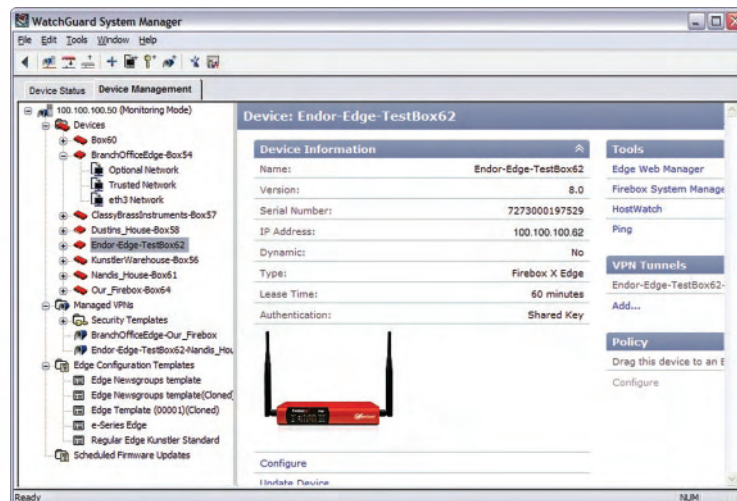 WatchGuard System Manager
File Edit Tools Window Help
Device Status Device Management
100.100.100.50 (Monitoring Mode)
Devices
Box60
BranchOfficeEdge-Box54
Optional Network
Trusted Network
eth3 Network
ClassyBrassInstruments-Box57
Dustins_House-Box58
Endor-Edge-TestBox62
KunstlerWarehouse-Box56
Nandis_House-Box61
Our_Firebox-Box64
Managed VPNs
Security Templates
BranchOfficeEdge-Our_Firebox
Endor-Edge-TestBox62-Nandis_Hou
Edge Configuration Templates
Edge Newsgroups template
Edge Newsgroups template(Cloned)
Edge Template (00001)(Cloned)
e-Series Edge
Regular Edge Kunstler Standard
Scheduled Firmware Updates
Device: Endor-Edge-TestBox62
Device Information
Name: Endor-Edge-TestBox62
Version: 8.0
Serial Number: 7273000197529
IP Address: 100.100.100.62
Dynamic: No
Type: Firebox X Edge
Lease Time: 60 minutes
Authentication: Shared Key
Configure
Update Device
Tools
Edge Web Manager
Firebox System Manage
HostWatch
Ping
VPN Tunnels
Endor-Edge-TestBox62-
Add...
Policy
Drag this device to an E
Configure
Ready NUM